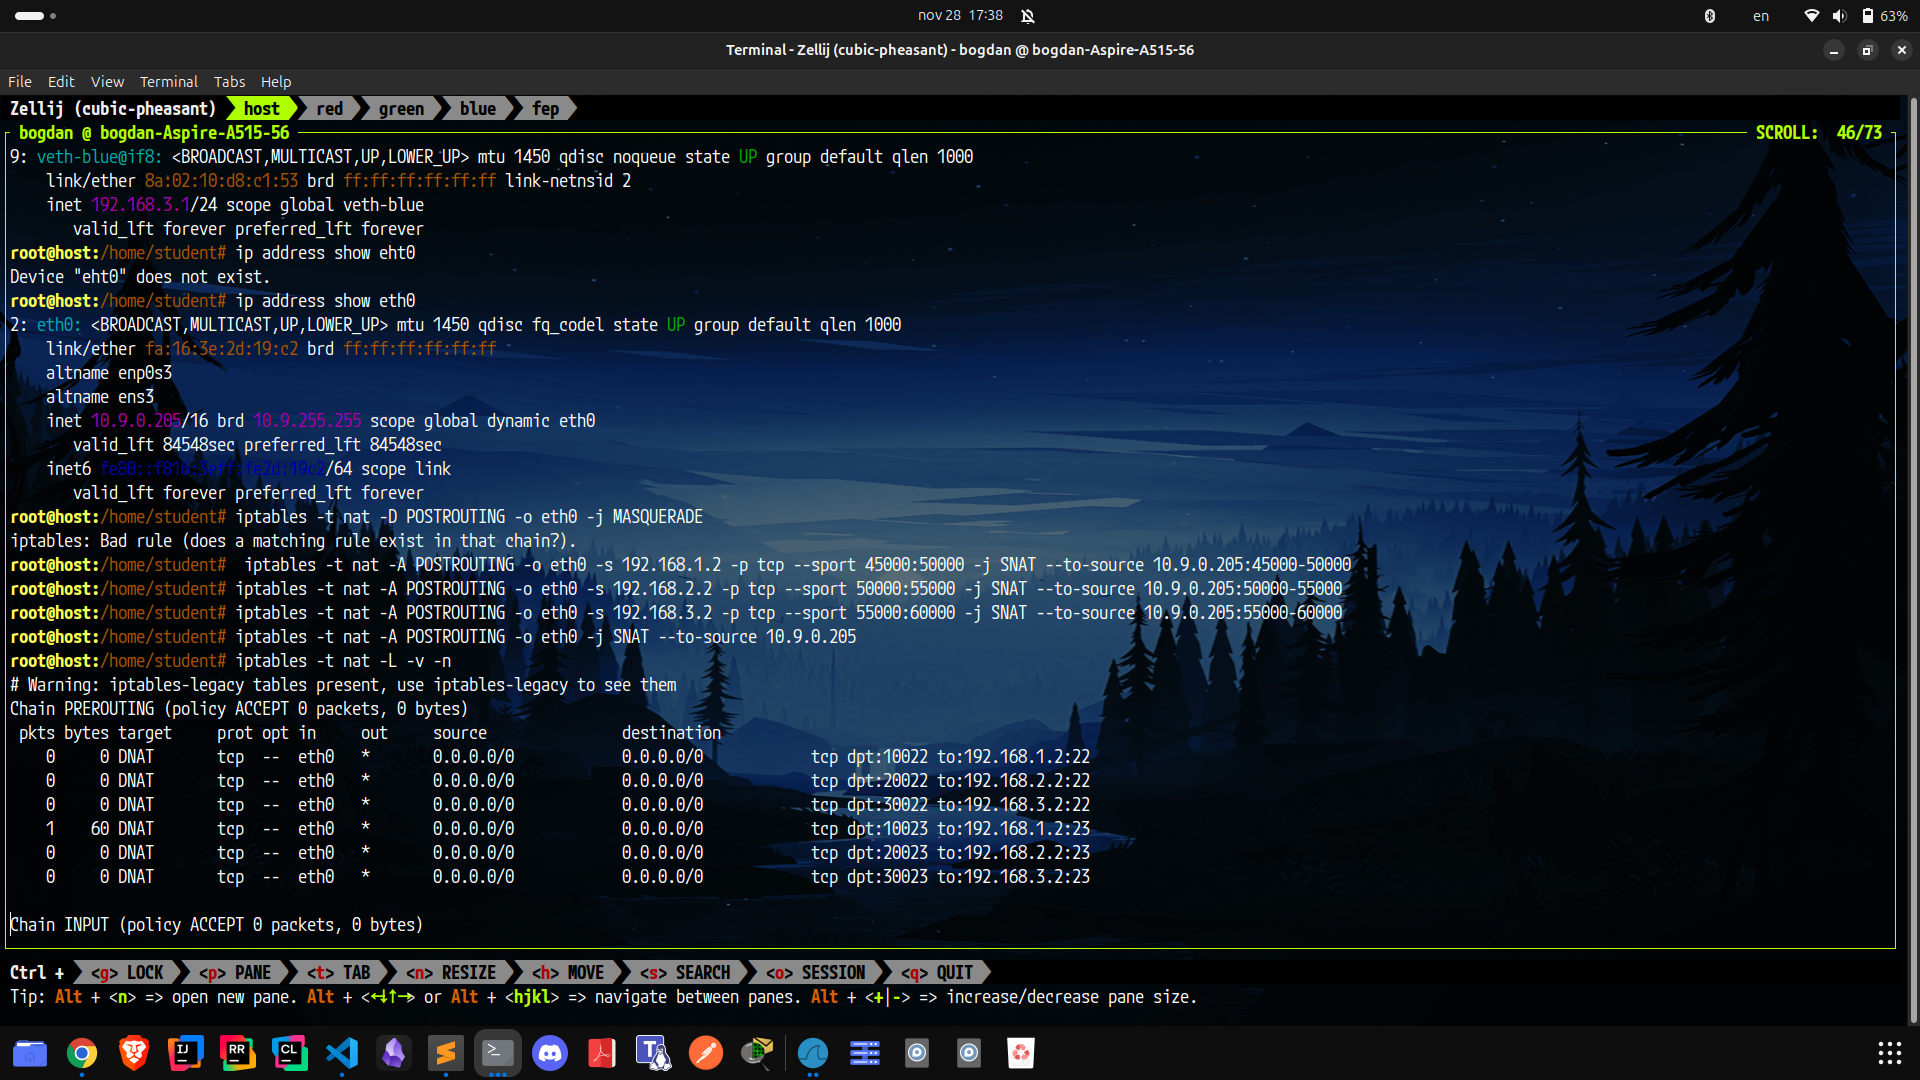 nov 28 17:38
en
63%
Terminal - Zellij (cubic-pheasant) - bogdan @ bogdan-Aspire-A515-56
File Edit View Terminal Tabs Help
Zellij (cubic-pheasant) host red green blue fep
bogdan @ bogdan-Aspire-A515-56 SCROLL: 46/73
9: veth-blue@if8: <BROADCAST,MULTICAST,UP,LOWER_UP> mtu 1450 qdisc noqueue state UP group default qlen 1000
    link/ether 8a:02:10:d8:c1:53 brd ff:ff:ff:ff:ff:ff link-netnsid 2
    inet 192.168.3.1/24 scope global veth-blue
       valid_lft forever preferred_lft forever
root@host:/home/student# ip address show eht0
Device "eht0" does not exist.
root@host:/home/student# ip address show eth0
2: eth0: <BROADCAST,MULTICAST,UP,LOWER_UP> mtu 1450 qdisc fq_codel state UP group default qlen 1000
    link/ether fa:16:3e:2d:19:c2 brd ff:ff:ff:ff:ff:ff
    altname enp0s3
    altname ens3
    inet 10.9.0.205/16 brd 10.9.255.255 scope global dynamic eth0
       valid_lft 84548sec preferred_lft 84548sec
    inet6 fe80::f816:3eff:fe2d:19c2/64 scope link
       valid_lft forever preferred_lft forever
root@host:/home/student# iptables -t nat -D POSTROUTING -o eth0 -j MASQUERADE
iptables: Bad rule (does a matching rule exist in that chain?).
root@host:/home/student#  iptables -t nat -A POSTROUTING -o eth0 -s 192.168.1.2 -p tcp --sport 45000:50000 -j SNAT --to-source 10.9.0.205:45000-50000
root@host:/home/student# iptables -t nat -A POSTROUTING -o eth0 -s 192.168.2.2 -p tcp --sport 50000:55000 -j SNAT --to-source 10.9.0.205:50000-55000
root@host:/home/student# iptables -t nat -A POSTROUTING -o eth0 -s 192.168.3.2 -p tcp --sport 55000:60000 -j SNAT --to-source 10.9.0.205:55000-60000
root@host:/home/student# iptables -t nat -A POSTROUTING -o eth0 -j SNAT --to-source 10.9.0.205
root@host:/home/student# iptables -t nat -L -v -n
# Warning: iptables-legacy tables present, use iptables-legacy to see them
Chain PREROUTING (policy ACCEPT 0 packets, 0 bytes)
 pkts bytes target     prot opt in     out     source               destination
    0     0 DNAT       tcp  --  eth0   *       0.0.0.0/0            0.0.0.0/0            tcp dpt:10022 to:192.168.1.2:22
    0     0 DNAT       tcp  --  eth0   *       0.0.0.0/0            0.0.0.0/0            tcp dpt:20022 to:192.168.2.2:22
    0     0 DNAT       tcp  --  eth0   *       0.0.0.0/0            0.0.0.0/0            tcp dpt:30022 to:192.168.3.2:22
    1    60 DNAT       tcp  --  eth0   *       0.0.0.0/0            0.0.0.0/0            tcp dpt:10023 to:192.168.1.2:23
    0     0 DNAT       tcp  --  eth0   *       0.0.0.0/0            0.0.0.0/0            tcp dpt:20023 to:192.168.2.2:23
    0     0 DNAT       tcp  --  eth0   *       0.0.0.0/0            0.0.0.0/0            tcp dpt:30023 to:192.168.3.2:23
Chain INPUT (policy ACCEPT 0 packets, 0 bytes)
Ctrl + <g> LOCK <p> PANE <t> TAB <n> RESIZE <h> MOVE <s> SEARCH <o> SESSION <q> QUIT
Tip: Alt + <n> => open new pane. Alt + <←↓↑→> or Alt + <hjkl> => navigate between panes. Alt + <+|-> => increase/decrease pane size.
IJ RR CL >_ T